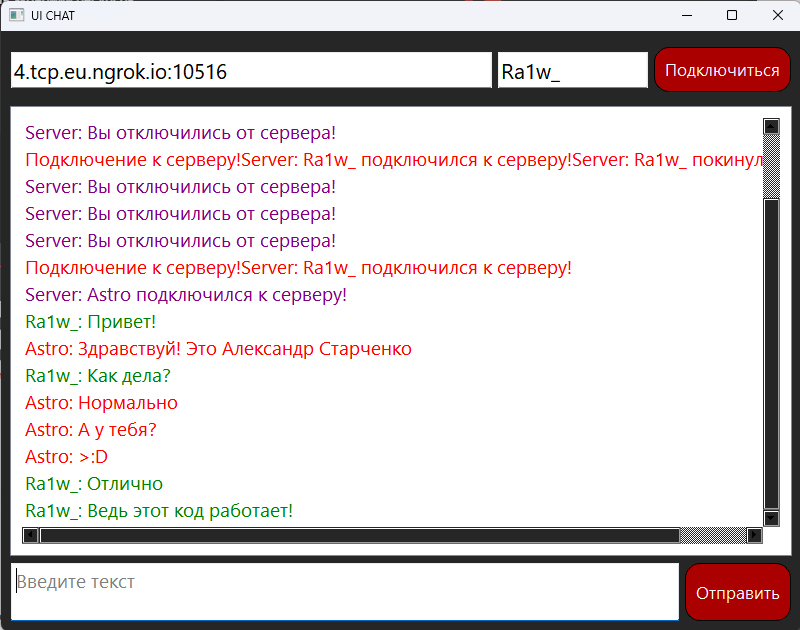 UI CHAT
4.tcp.eu.ngrok.io:10516 Ra1w_ Подключиться
Server: Вы отключились от сервера!
Подключение к серверу!Server: Ra1w_ подключился к серверу!Server: Ra1w_ покинул
Server: Вы отключились от сервера!
Server: Вы отключились от сервера!
Server: Вы отключились от сервера!
Подключение к серверу!Server: Ra1w_ подключился к серверу!
Server: Astro подключился к серверу!
Ra1w_: Привет!
Astro: Здравствуй! Это Александр Старченко
Ra1w_: Как дела?
Astro: Нормально
Astro: А у тебя?
Astro: >:D
Ra1w_: Отлично
Ra1w_: Ведь этот код работает!
Введите текст
Отправить